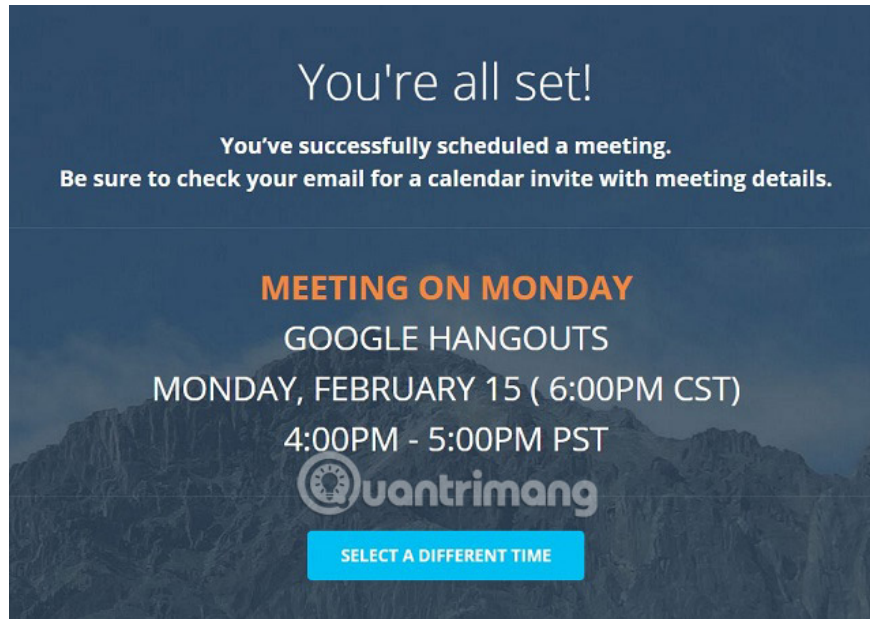 You're all set!
You’ve successfully scheduled a meeting.
Be sure to check your email for a calendar invite with meeting details.
MEETING ON MONDAY
GOOGLE HANGOUTS
MONDAY, FEBRUARY 15 ( 6:00PM CST)
4:00PM - 5:00PM PST
Quantrimang
SELECT A DIFFERENT TIME